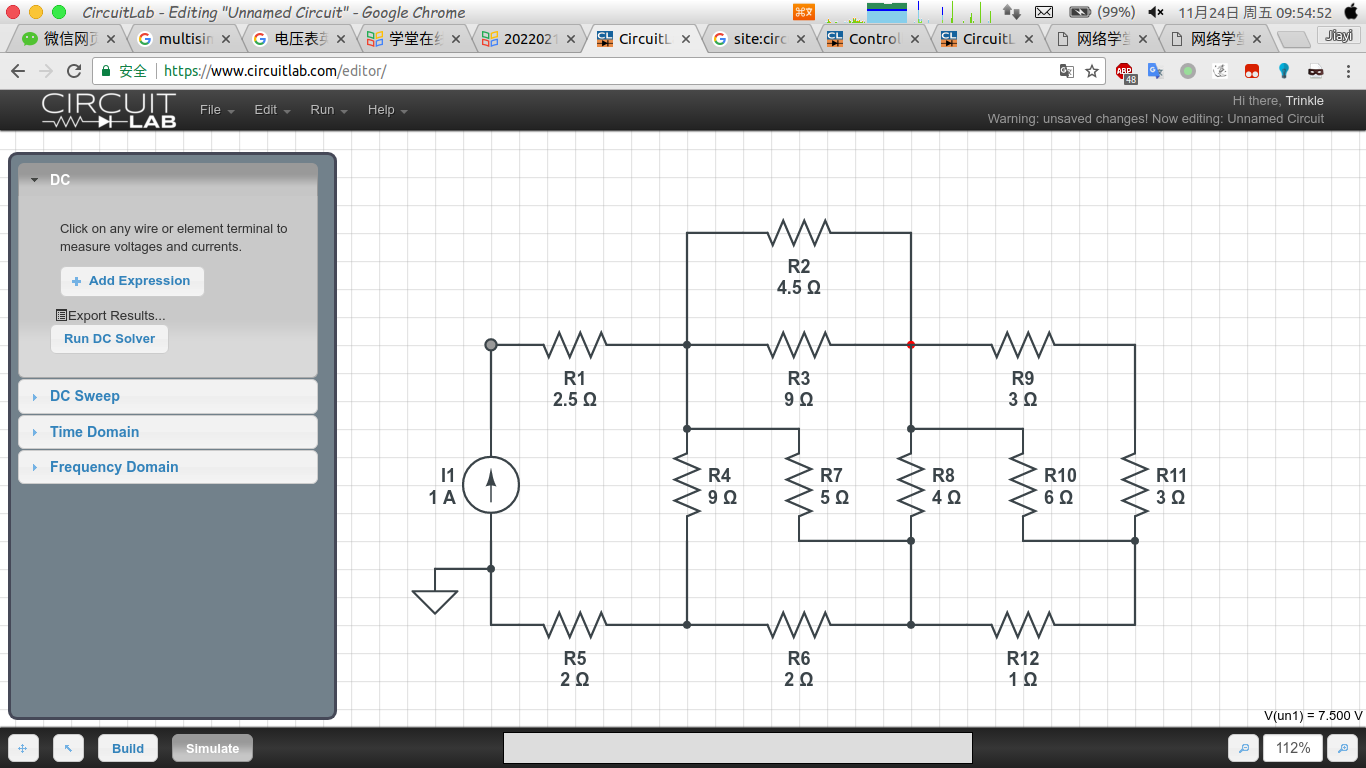 CircuitLab - Editing "Unnamed Circuit" - Google Chrome
(99%)
11月24日 周五 09:54:52
微信网页
multisim
电压表英
学堂在线
2022021
CircuitL
site:circ
Control
CircuitL
网络学堂
网络学堂
Jiayi
安全
https://www.circuitlab.com/editor/
ABP
48
CIRCUIT
LAB
File
Edit
Run
Help
Hi there, Trinkle
Warning: unsaved changes! Now editing: Unnamed Circuit
DC
Click on any wire or element terminal to
measure voltages and currents.
Add Expression
Export Results...
Run DC Solver
DC Sweep
Time Domain
Frequency Domain
R2
4.5 Ω
R1
2.5 Ω
R3
9 Ω
R9
3 Ω
I1
1 A
R4
9 Ω
R7
5 Ω
R8
4 Ω
R10
6 Ω
R11
3 Ω
R5
2 Ω
R6
2 Ω
R12
1 Ω
V(un1) = 7.500 V
Build
Simulate
112%